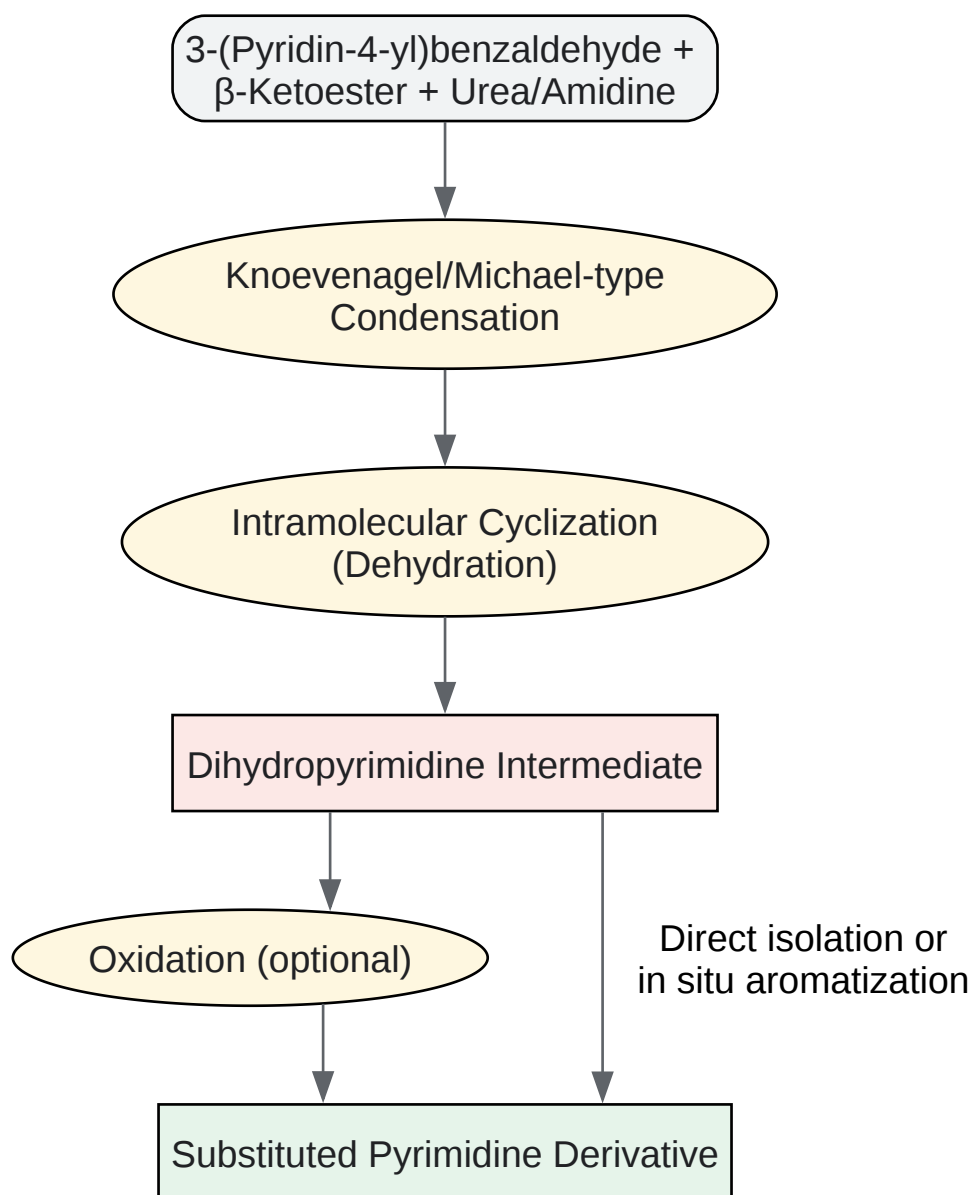 3-(Pyridin-4-yl)benzaldehyde +
β-Ketoester + Urea/Amidine
Knoevenagel/Michael-type
Condensation
Intramolecular Cyclization
(Dehydration)
Dihydropyrimidine Intermediate
Oxidation (optional)
Direct isolation or
in situ aromatization
Substituted Pyrimidine Derivative